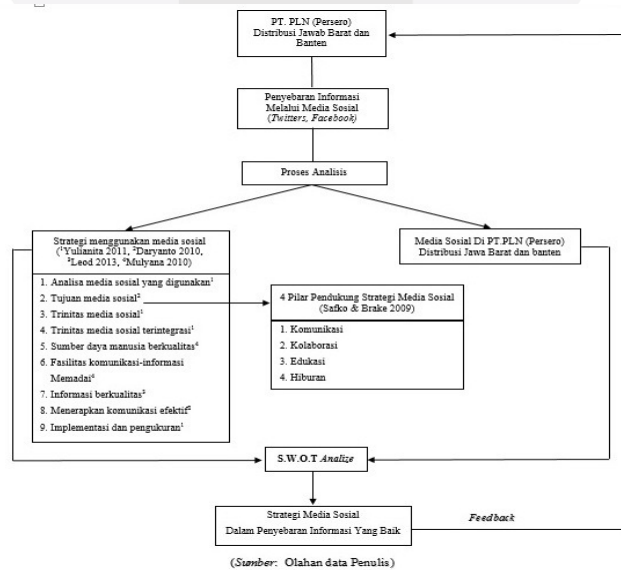 PT. PLN (Persero)
Distribusi Jawab Barat dan
Banten
Penyebaran Informasi
Melalui Media Sosial
(Twitters, Facebook)
Proses Analisis
Strategi menggunakan media sosial
(¹Yulianita 2011, ²Daryanto 2010,
³Leod 2013, ⁴Mulyana 2010)
1. Analisa media sosial yang digunakan¹
2. Tujuan media sosial²
3. Trinitas media sosial¹
4. Trinitas media sosial terintegrasi¹
5. Sumber daya manusia berkualitas⁴
6. Fasilitas komunikasi-informasi
Memadai⁴
7. Informasi berkualitas³
8. Menerapkan komunikasi efektif²
9. Implementasi dan pengukuran¹
Media Sosial Di PT.PLN (Persero)
Distribusi Jawa Barat dan banten
4 Pilar Pendukung Strategi Media Sosial
(Safko & Brake 2009)
1. Komunikasi
2. Kolaborasi
3. Edukasi
4. Hiburan
S.W.O.T Analize
Strategi Media Sosial
Dalam Penyebaran Informasi Yang Baik
Feedback
(Sumber: Olahan data Penulis)